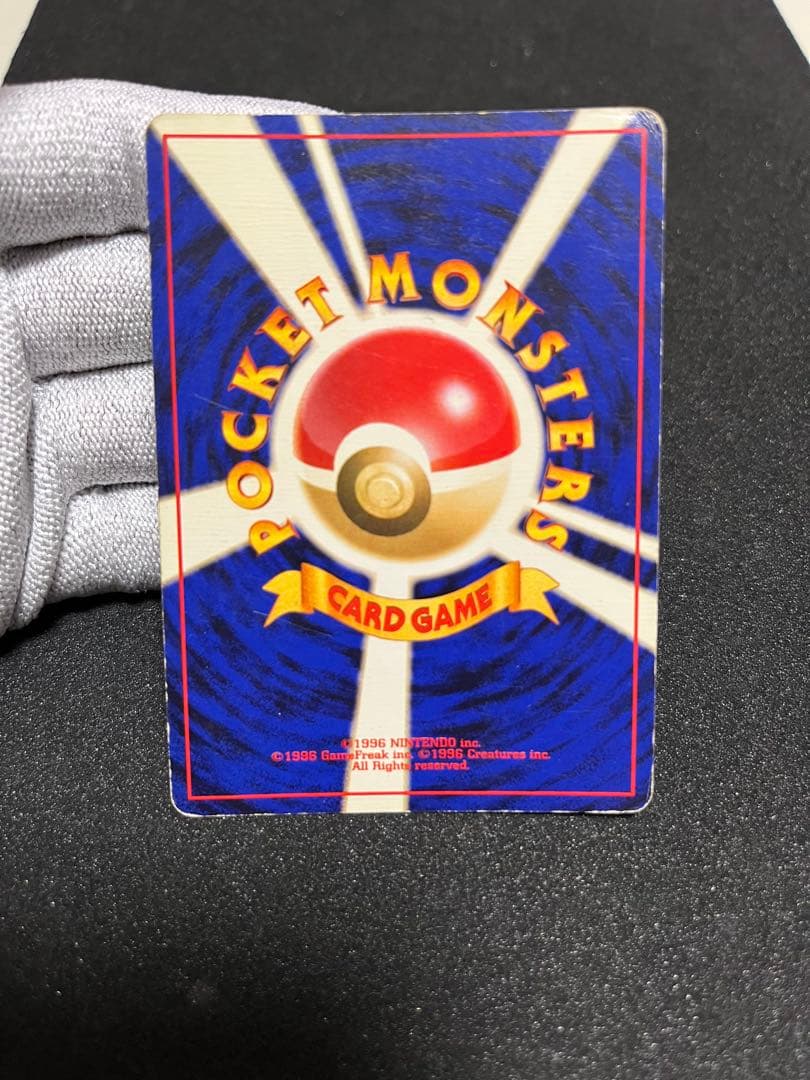 POCKET MONSTERS
CARD GAME
©1996 NINTENDO inc.
©1996 GameFreak inc. ©1996 Creatures inc.
All Rights reserved.